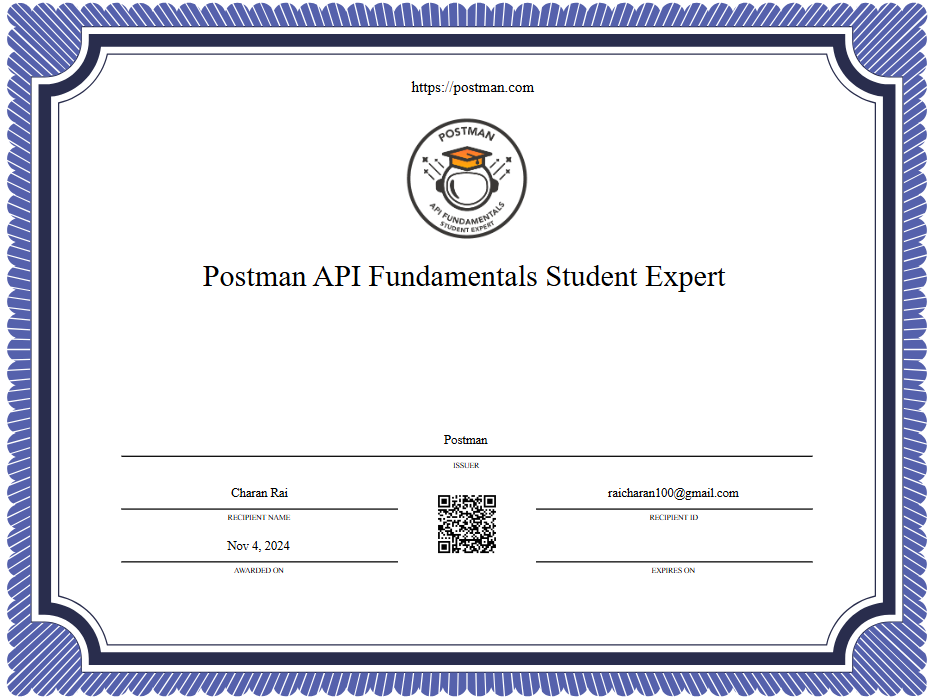 https://postman.com
POSTMAN
API FUNDAMENTALS
STUDENT EXPERT
Postman API Fundamentals Student Expert
Postman
ISSUER
Charan Rai
RECIPIENT NAME
raicharan100@gmail.com
RECIPIENT ID
Nov 4, 2024
AWARDED ON
EXPIRES ON